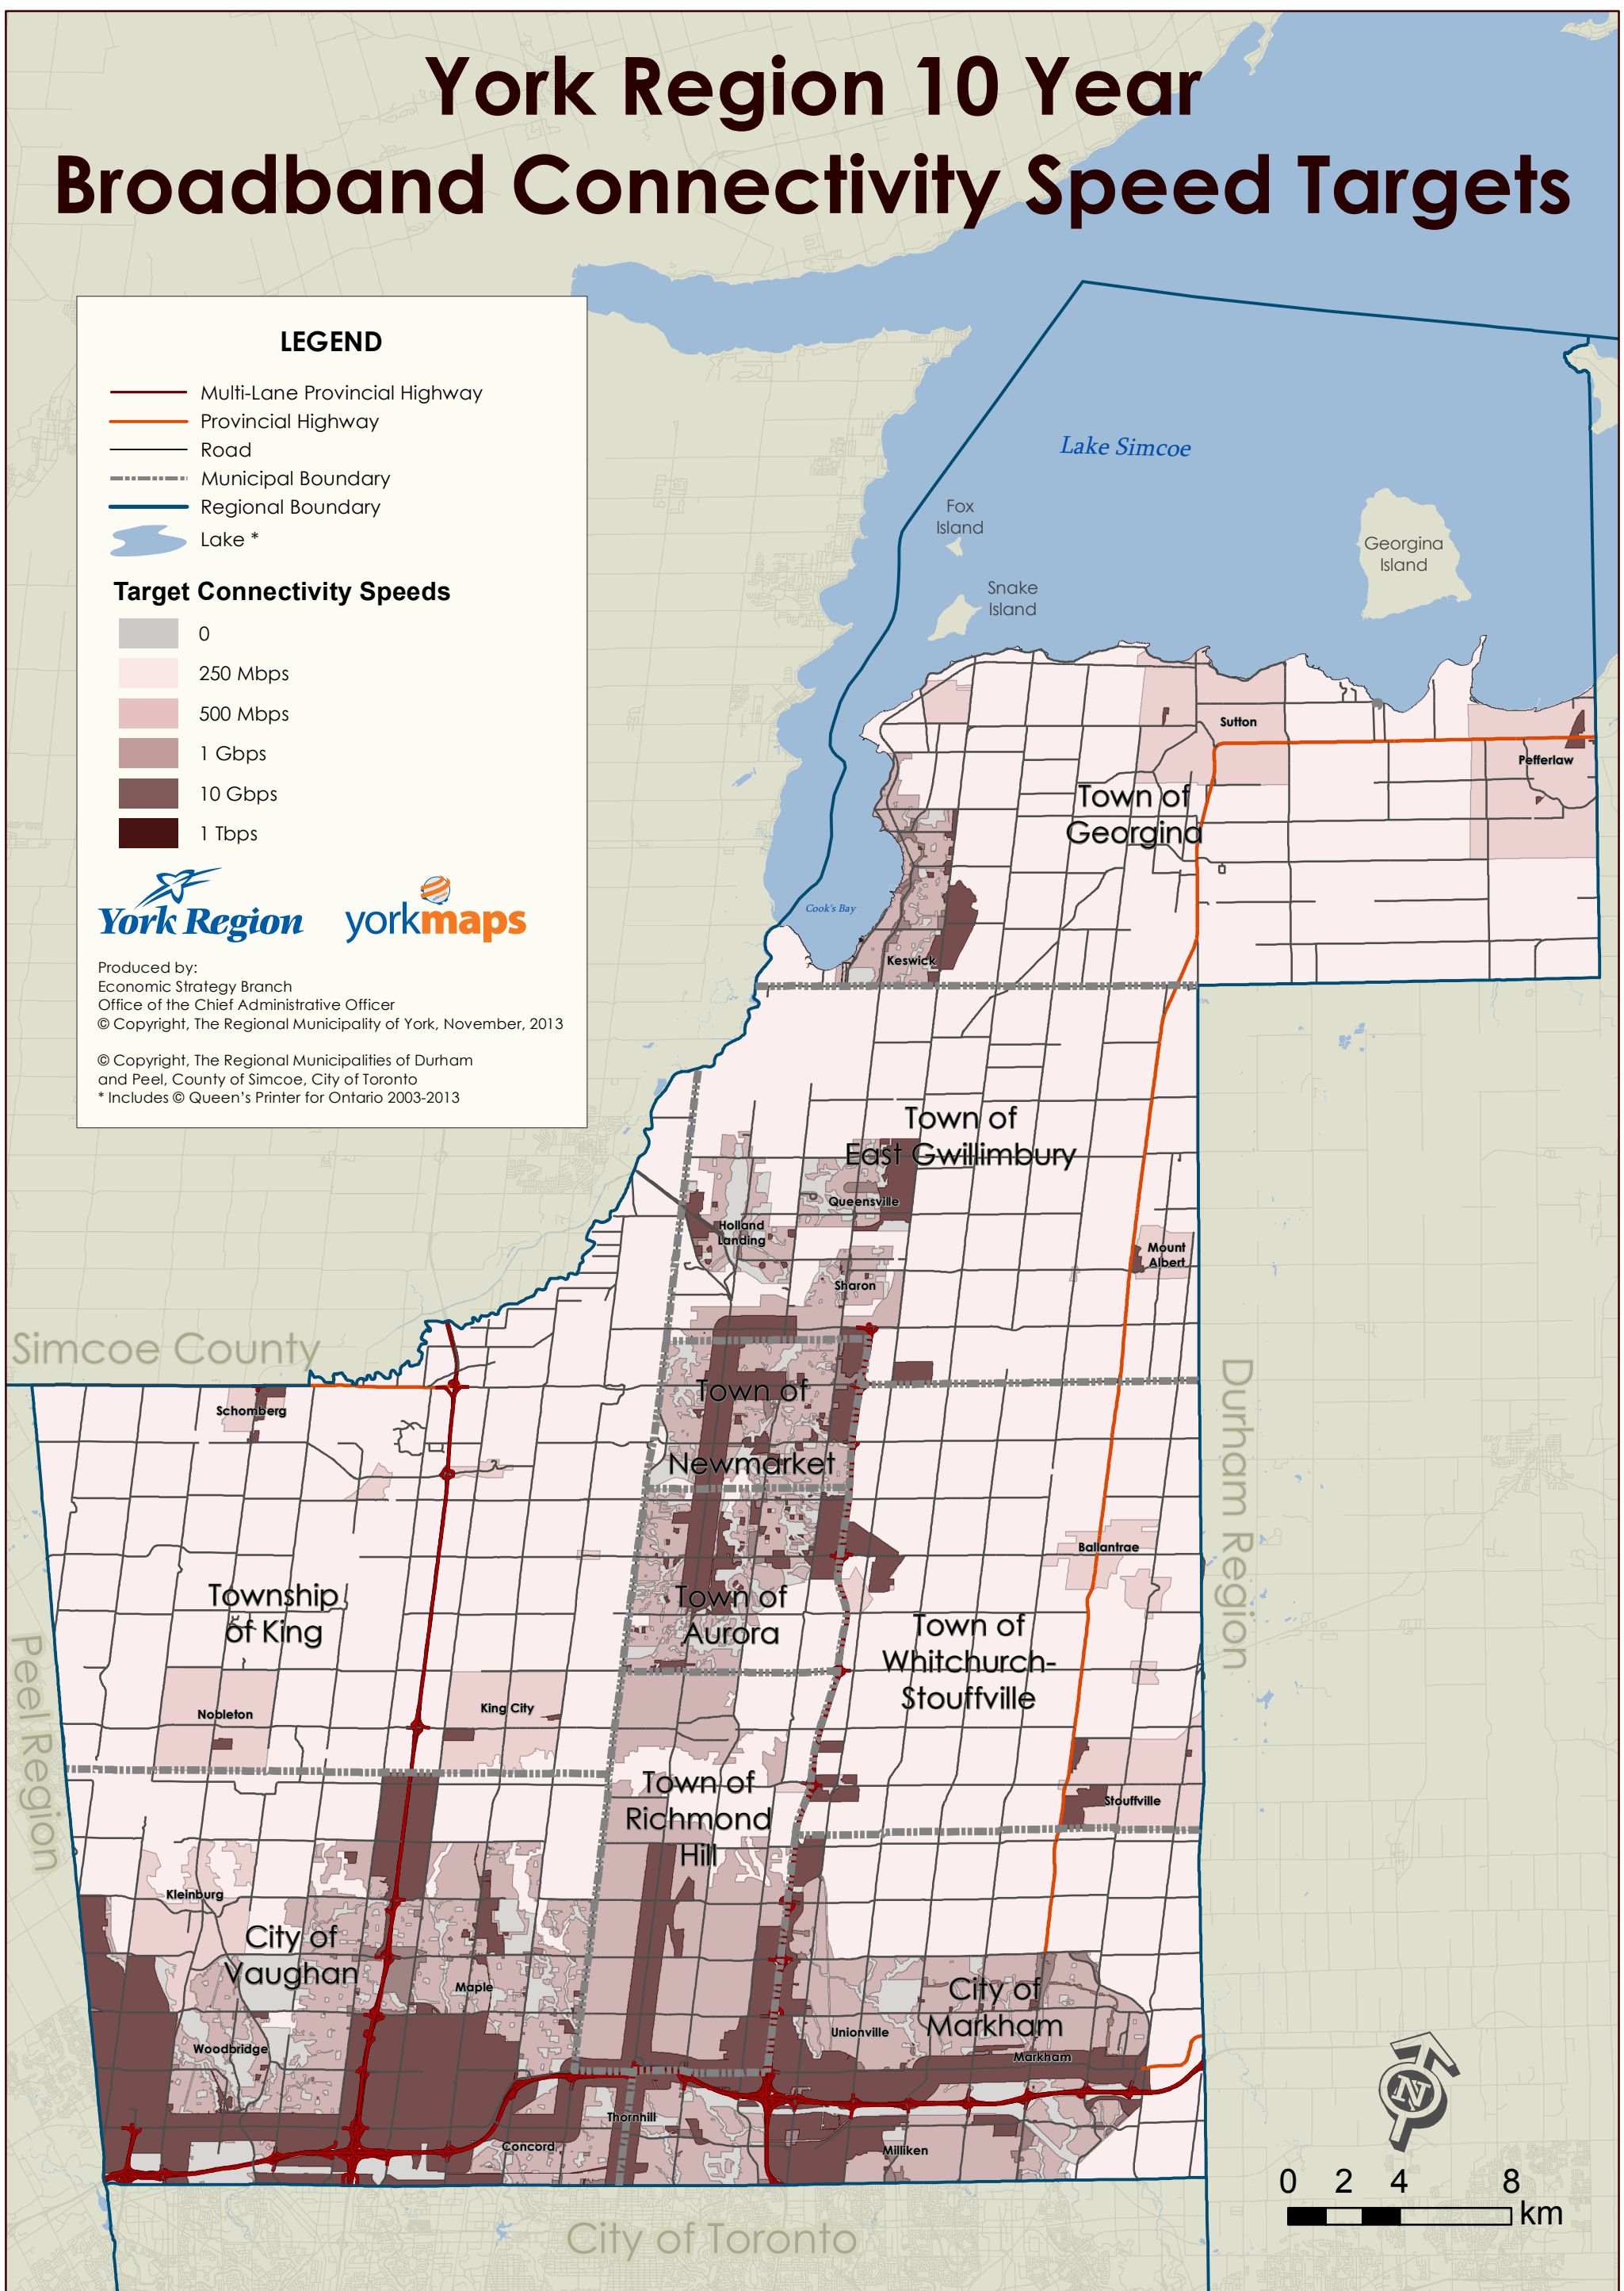 York Region 10 Year
Broadband Connectivity Speed Targets
LEGEND
Multi-Lane Provincial Highway
Provincial Highway
Road
Municipal Boundary
Regional Boundary
Lake *
Target Connectivity Speeds
0
250 Mbps
500 Mbps
1 Gbps
10 Gbps
1 Tbps
York Region
yorkmaps
Produced by:
Economic Strategy Branch
Office of the Chief Administrative Officer
© Copyright, The Regional Municipality of York, November, 2013
© Copyright, The Regional Municipalities of Durham
and Peel, County of Simcoe, City of Toronto
* Includes © Queen's Printer for Ontario 2003-2013
Lake Simcoe
Fox
Island
Georgina
Island
Snake
Island
Sutton
Pefferlaw
Town of
Georgina
Cook's Bay
Keswick
Town of
East Gwillimbury
Queensville
Holland
Landing
Mount
Albert
Sharon
Simcoe County
Durham Region
Schomberg
Town of
Newmarket
Ballantrae
Township
of King
Town of
Aurora
Town of
Whitchurch-
Stouffville
Peel Region
Nobleton
King City
Town of
Richmond
Hill
Stouffville
Kleinburg
City of
Vaughan
Maple
City of
Markham
Unionville
Woodbridge
Markham
Thornhill
Concord
Milliken
N
0 2 4 8
km
City of Toronto